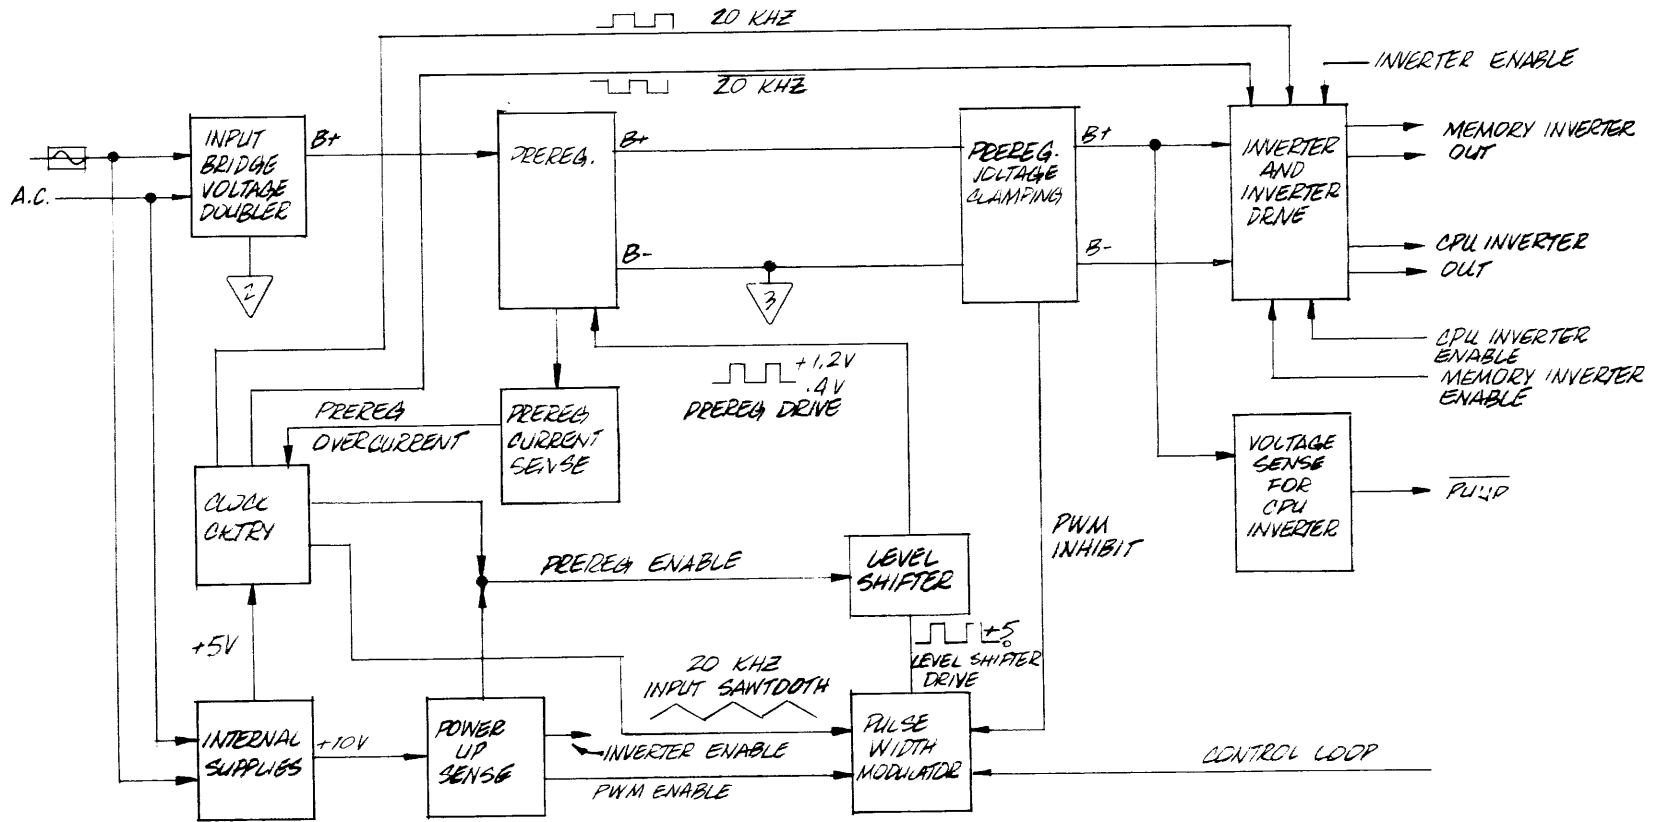 20 KHZ
INVERTER ENABLE
20 KHZ
INPUT
BRIDGE
VOLTAGE
DOUBLER
B+
PREREG.
B+
PREREG.
VOLTAGE
CLAMPING
B+
INVERTER
AND
INVERTER
DRIVE
MEMORY INVERTER
OUT
A.C.
B-
B-
CPU INVERTER
OUT
2
3
CPU INVERTER
ENABLE
MEMORY INVERTER
ENABLE
+1.2V
.4V
PREREG DRIVE
PREREG
OVERCURRENT
PREREG
CURRENT
SENSE
VOLTAGE
SENSE
FOR
CPU
INVERTER
CLOCK
CKTRY
PWM
INHIBIT
PREREG ENABLE
LEVEL
SHIFTER
+5V
+5
0
LEVEL SHIFTER
DRIVE
20 KHZ
INPUT SAWTOOTH
INTERNAL
SUPPLIES
+10V
POWER
UP
SENSE
INVERTER ENABLE
PWM ENABLE
PULSE
WIDTH
MODULATOR
CONTROL LOOP